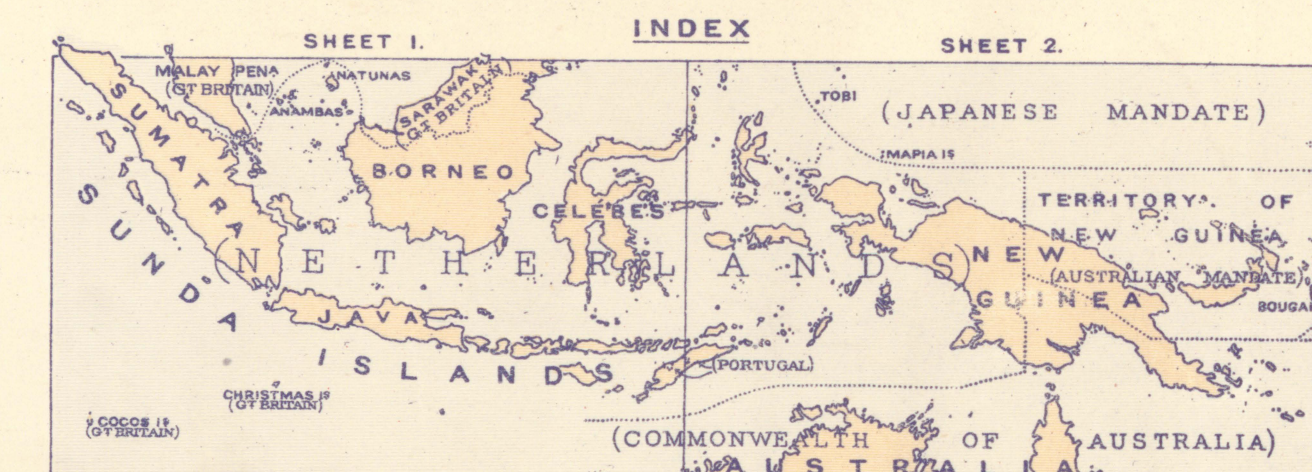 INDEX
SHEET 1.
SHEET 2.
MALAY PENA
(GT BRITAIN)
NATUNAS
ANAMBAS
SARAWAK
(GT BRITAIN)
TOBI
(JAPANESE MANDATE)
MAPIA IS
SUMATRA
BORNEO
CELEBES
TERRITORY OF
NEW GUINEA
(AUSTRALIAN MANDATE)
BOUGAI
NEW
GUINEA
(NETHERLANDS)
JAVA
SUNDA
ISLANDS
(PORTUGAL)
CHRISTMAS IS
(GT BRITAIN)
COCOS IS
(GT BRITAIN)
(COMMONWEALTH OF AUSTRALIA)
AUSTRALIA